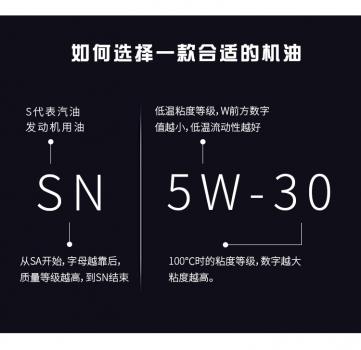 如何选择一款合适的机油
S代表汽油
发动机用油
低温粘度等级，W前方数字
值越小，低温流动性越好
SN
5W-30
从SA开始，字母越靠后，
质量等级越高，到SN结束
100℃时的粘度等级，数字越大
粘度越高。